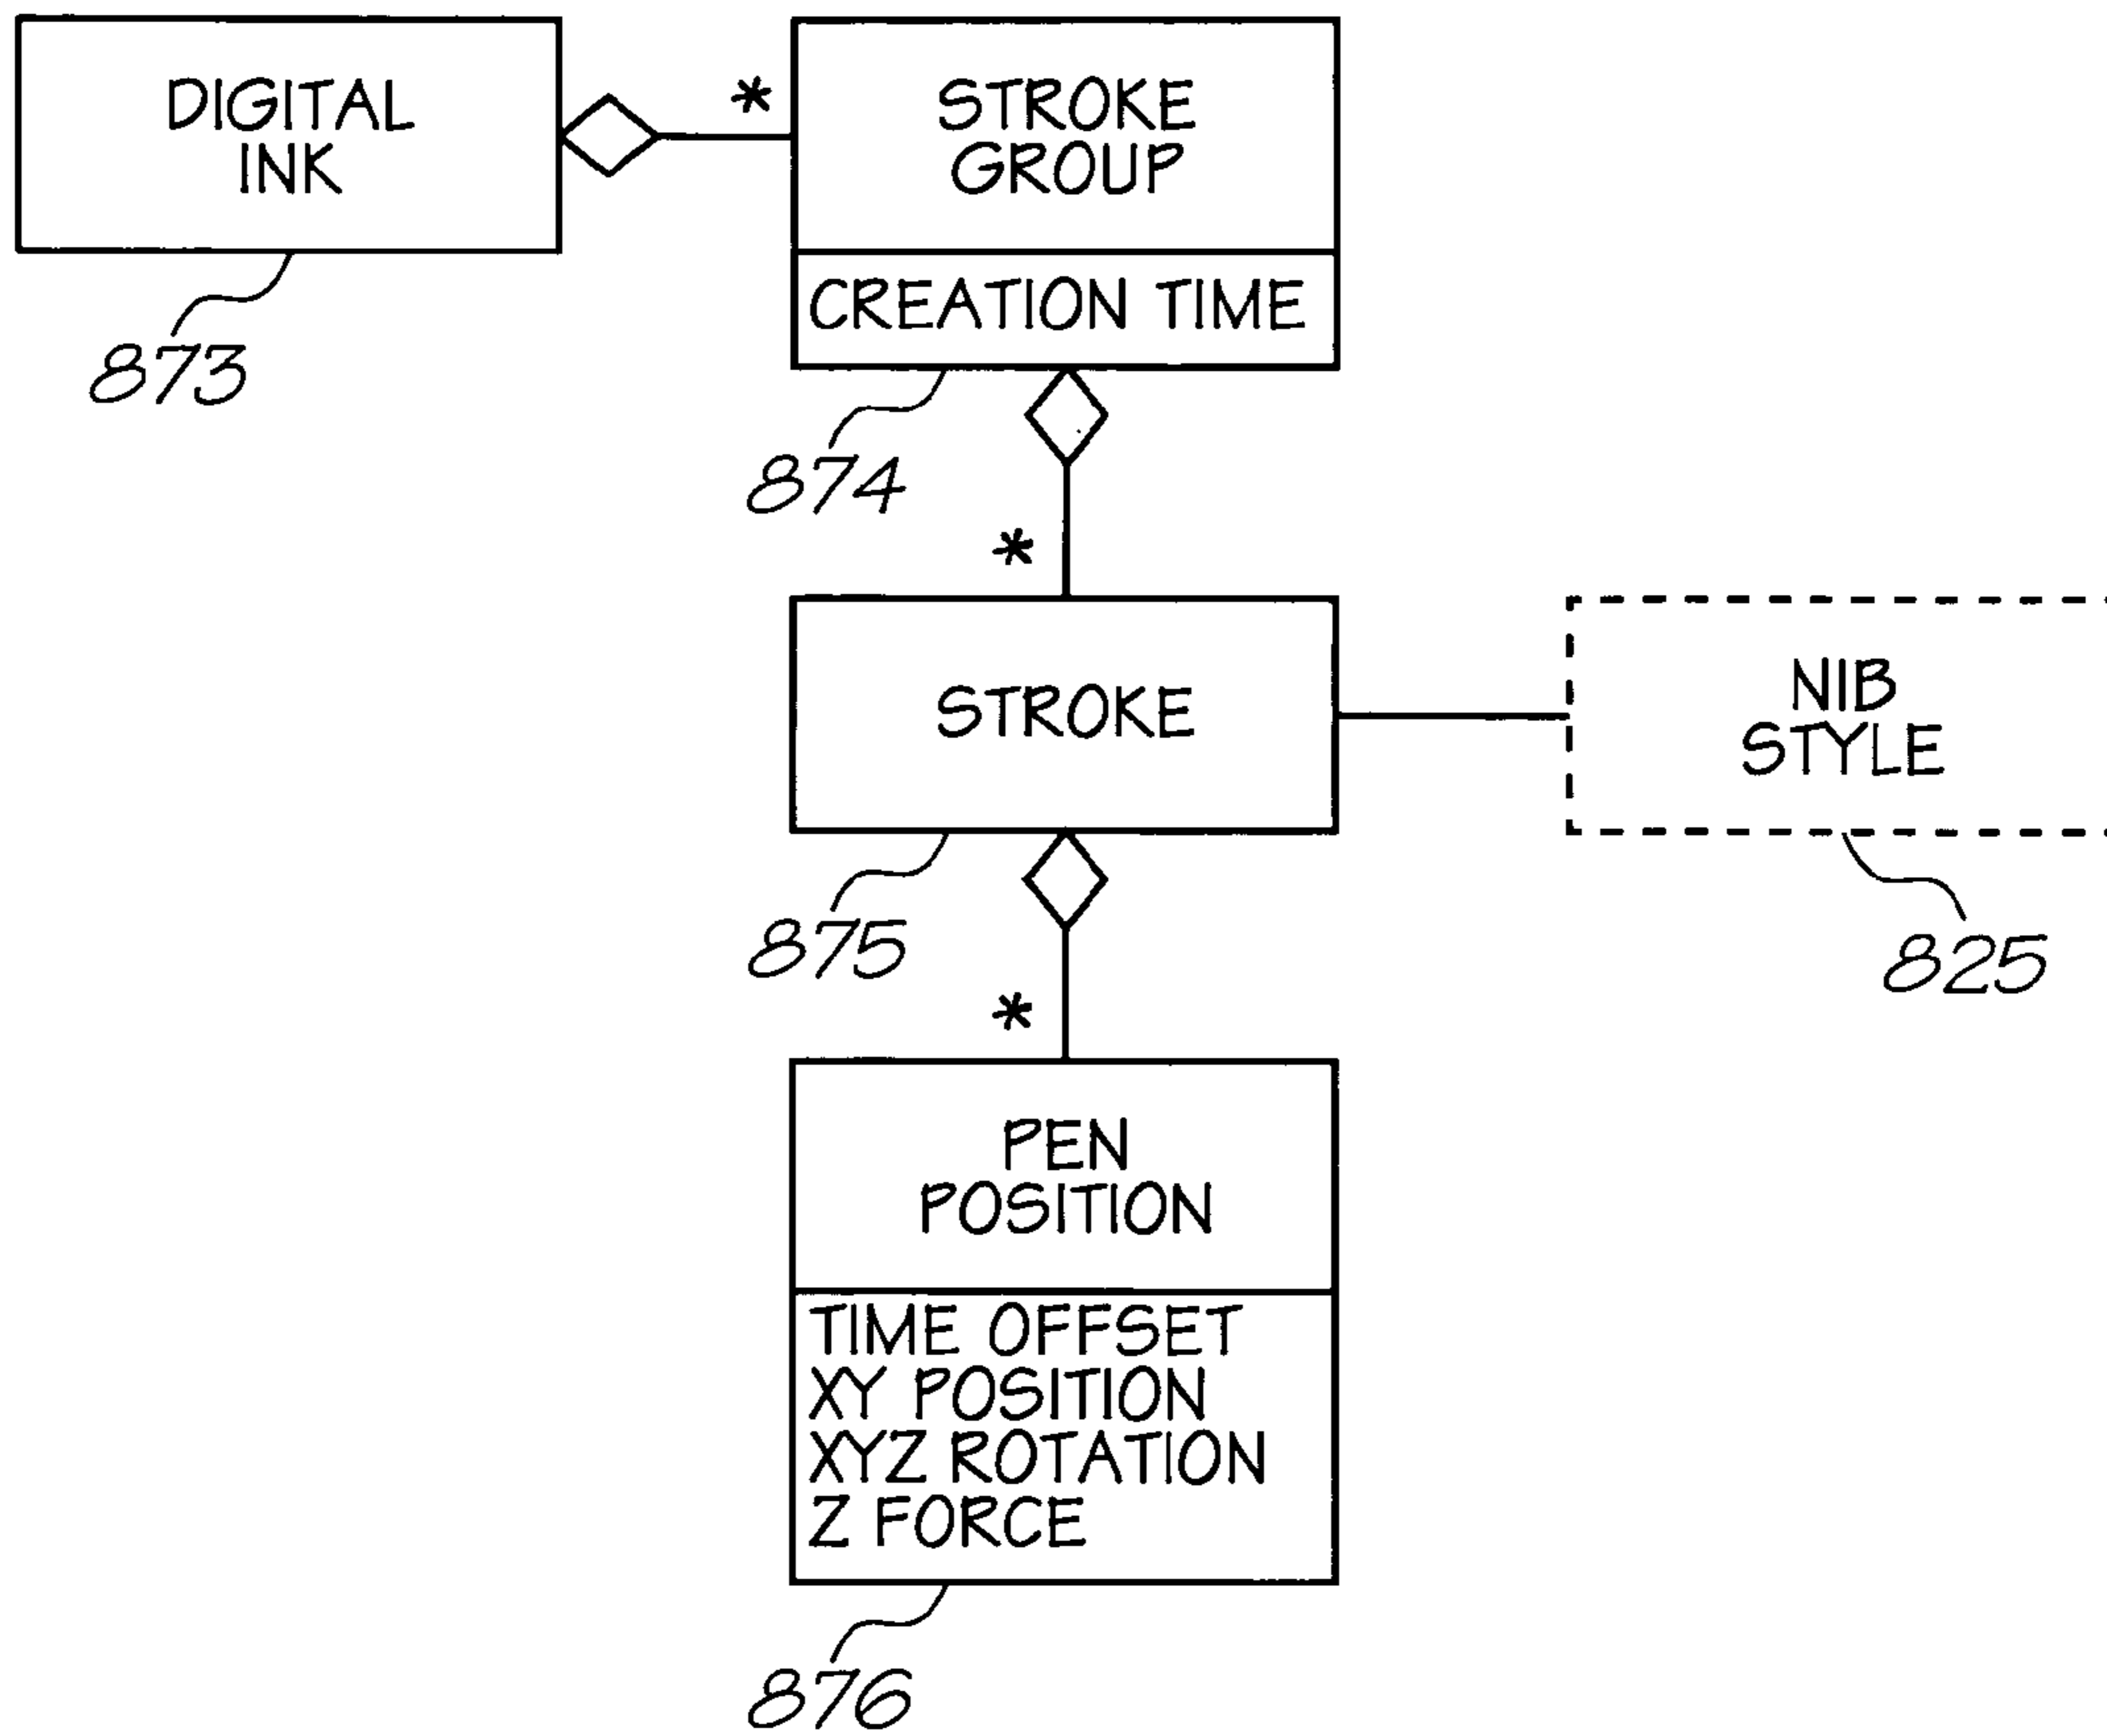 DIGITAL
INK
873
*
STROKE
GROUP
CREATION TIME
874
*
STROKE
875
NIB
STYLE
825
*
PEN
POSITION
TIME OFFSET
XY POSITION
XYZ ROTATION
Z FORCE
876